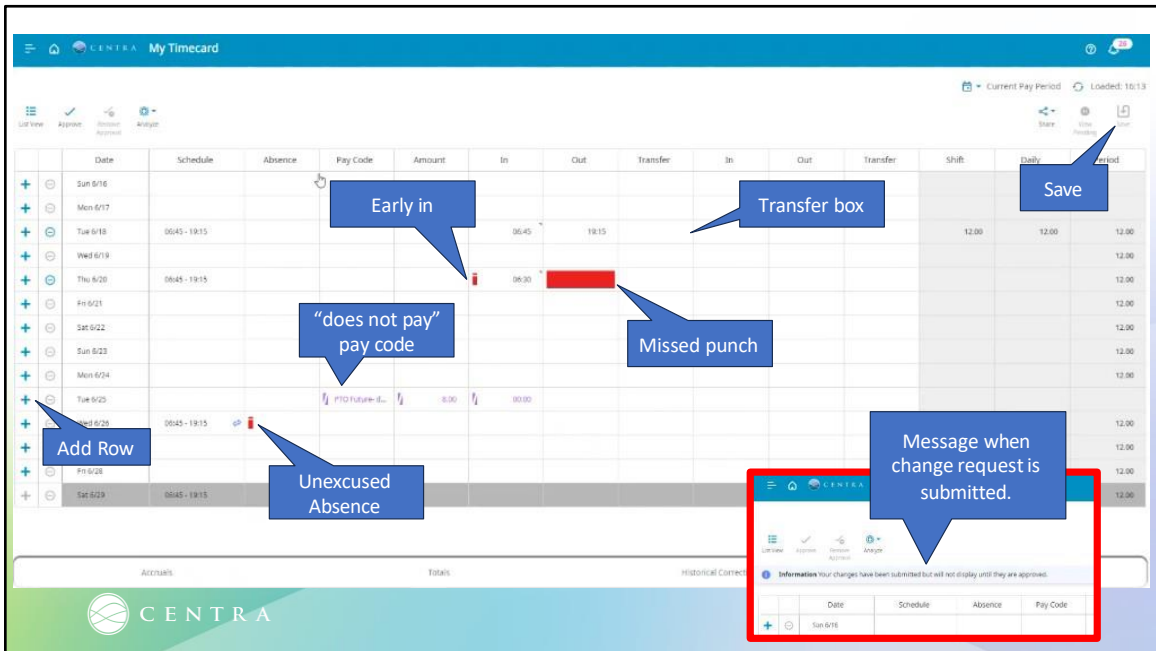 CENTRA My Timecard
28
Current Pay Period Loaded: 16:13
List View Approve Remove Approval Analyze Share View Pending Save
Date Schedule Absence Pay Code Amount In Out Transfer In Out Transfer Shift Daily Period
Save
Sun 6/16
Early in
Transfer box
Mon 6/17
Tue 6/18 06:45 - 19:15 06:45 19:15 12.00 12.00 12.00
Wed 6/19 12.00
Thu 6/20 06:45 - 19:15 06:30 12.00
Fri 6/21 12.00
"does not pay"
pay code
Missed punch
Sat 6/22 12.00
Sun 6/23 12.00
Mon 6/24 12.00
Tue 6/25 PTO Future- d... 8.00 00:00
Wed 6/26 06:45 - 19:15 12.00
Add Row
12.00
Unexcused
Absence
Message when
change request is
submitted.
Fri 6/28 12.00
Sat 6/29 06:45 - 19:15 12.00
Accruals Totals Historical Correct
CENTRA
List View Approve Remove Approval Analyze
Information Your changes have been submitted but will not display until they are approved.
Date Schedule Absence Pay Code
Sun 6/16
CENTRA